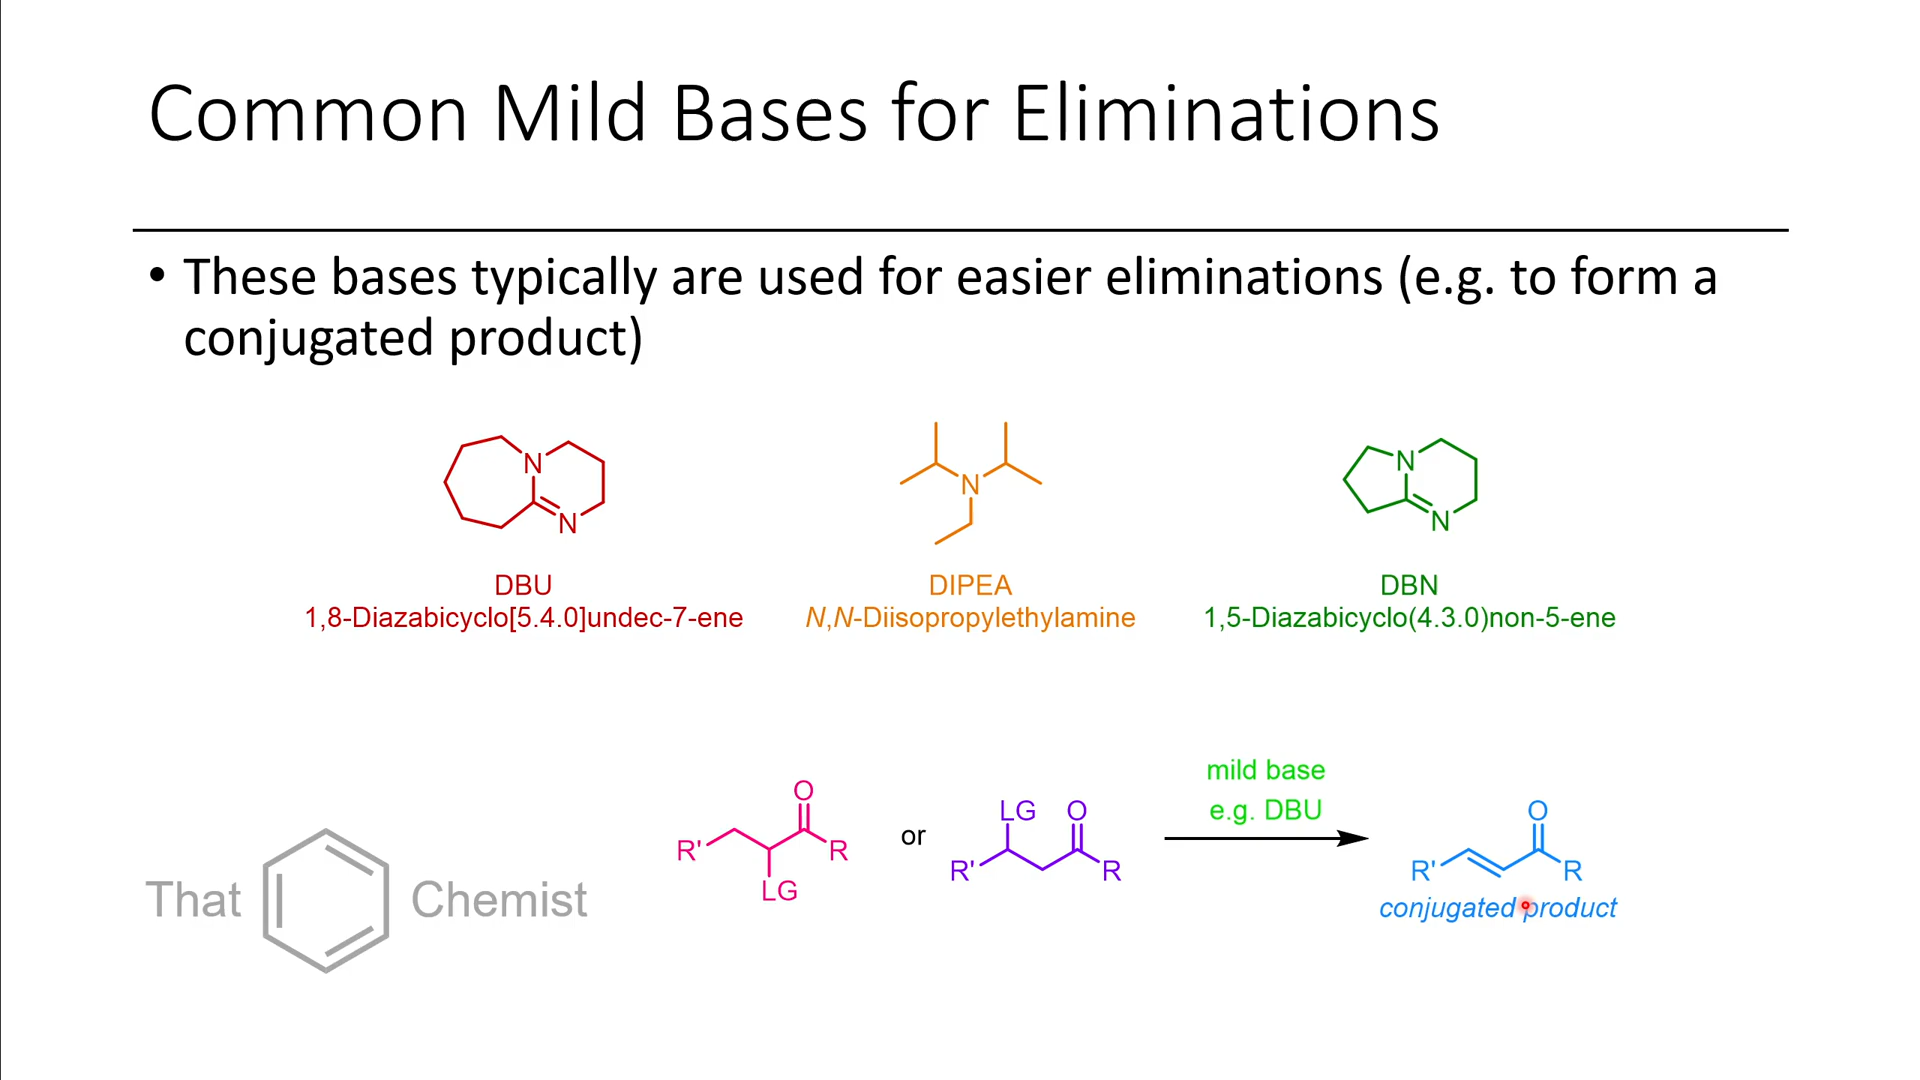 Common Mild Bases for Eliminations
• These bases typically are used for easier eliminations (e.g. to form a
conjugated product)
N
N
DBU
1,8-Diazabicyclo[5.4.0]undec-7-ene
N
DIPEA
N,N-Diisopropylethylamine
N
N
DBN
1,5-Diazabicyclo(4.3.0)non-5-ene
That Chemist
O
R' R
LG
or
LG O
R' R
mild base
e.g. DBU
O
R' R
conjugated product